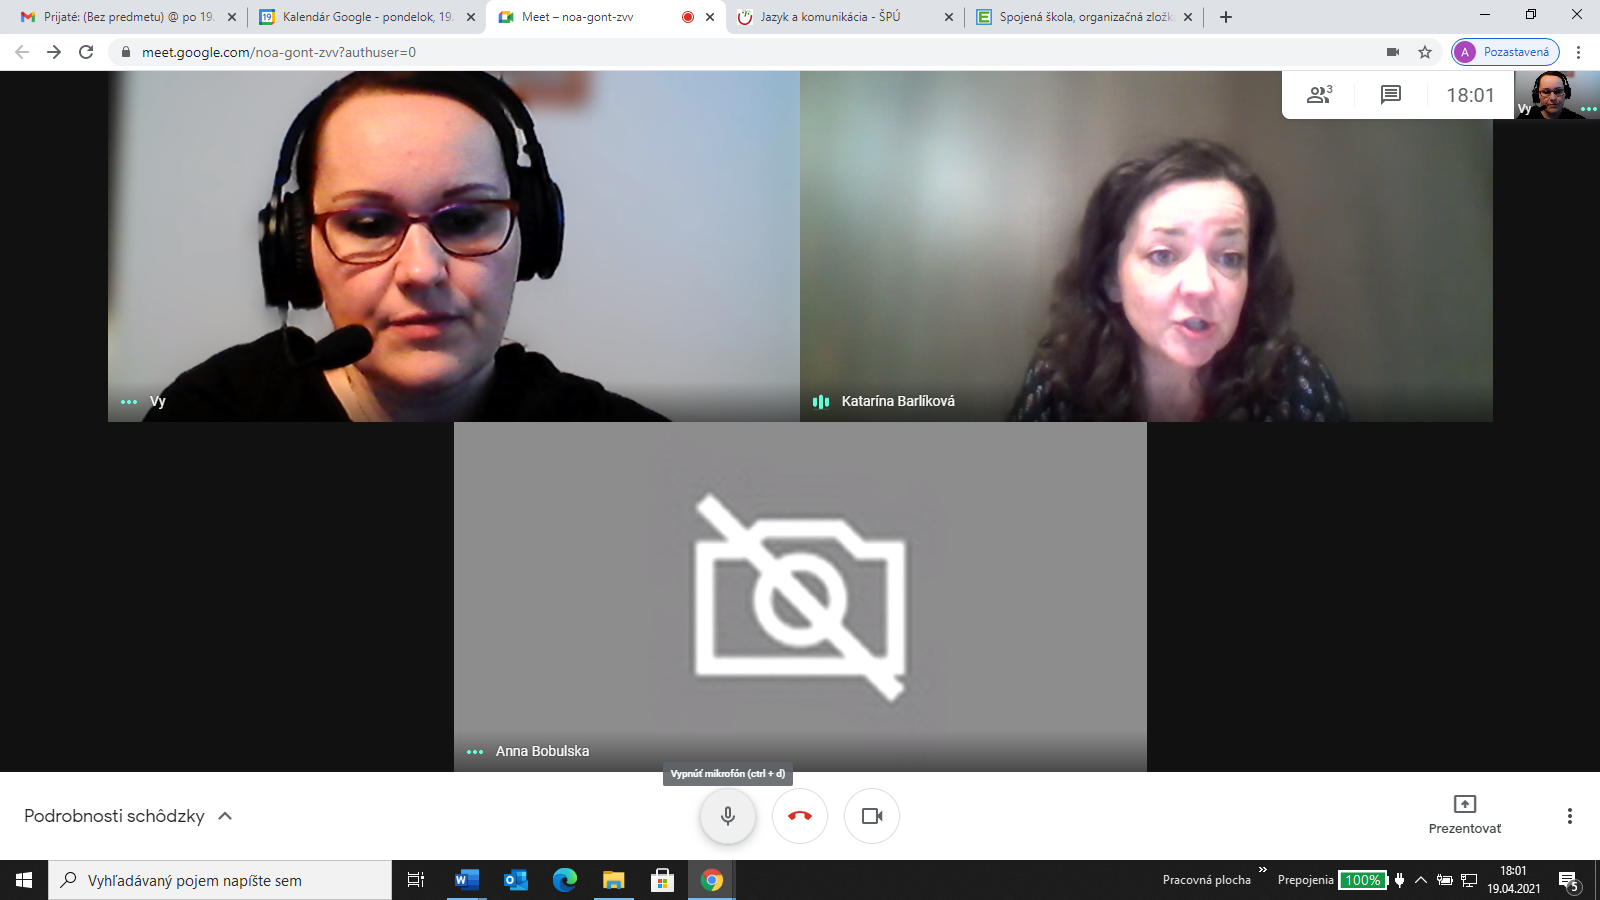 Prijaté: (Bez predmetu) @ po 19.
Kalendár Google - pondelok, 19.
Meet – noa-gont-zvv
Jazyk a komunikácia - ŠPÚ
Spojená škola, organizačná zložk
meet.google.com/noa-gont-zvv?authuser=0
A Pozastavená
3
18:01
Vy
Vy
Katarína Barlíková
Anna Bobulska
Vypnúť mikrofón (ctrl + d)
Podrobnosti schôdzky
Prezentovať
Vyhľadávaný pojem napíšte sem
Pracovná plocha
Prepojenia
100%
18:01
19.04.2021
5